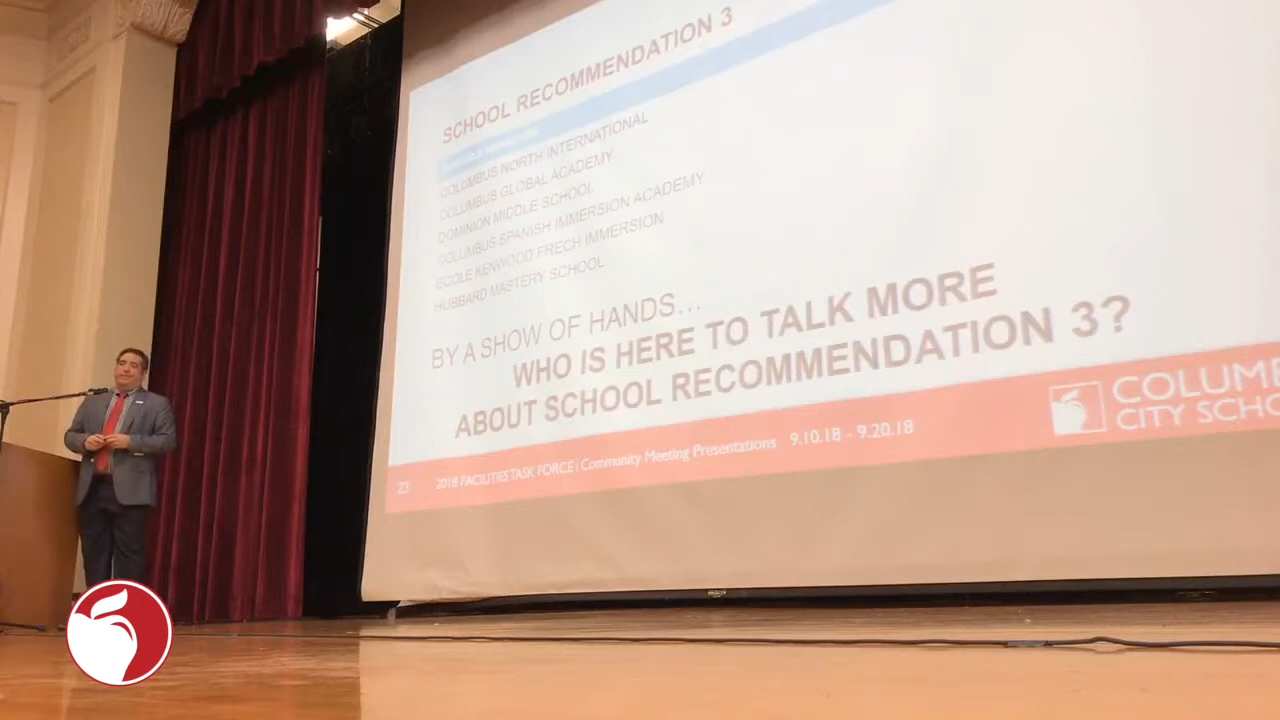 SCHOOL RECOMMENDATION 3
COLUMBUS NORTH INTERNATIONAL
COLUMBUS GLOBAL ACADEMY
DOMINION MIDDLE SCHOOL
COLUMBUS SPANISH IMMERSION ACADEMY
ECOLE KENWOOD FRECH IMMERSION
HUBBARD MASTERY SCHOOL
BY A SHOW OF HANDS...
WHO IS HERE TO TALK MORE
ABOUT SCHOOL RECOMMENDATION 3?
23 2018 FACILITIES TASK FORCE | Community Meeting Presentations 9.10.18 - 9.20.18
COLUMB
CITY SCHO